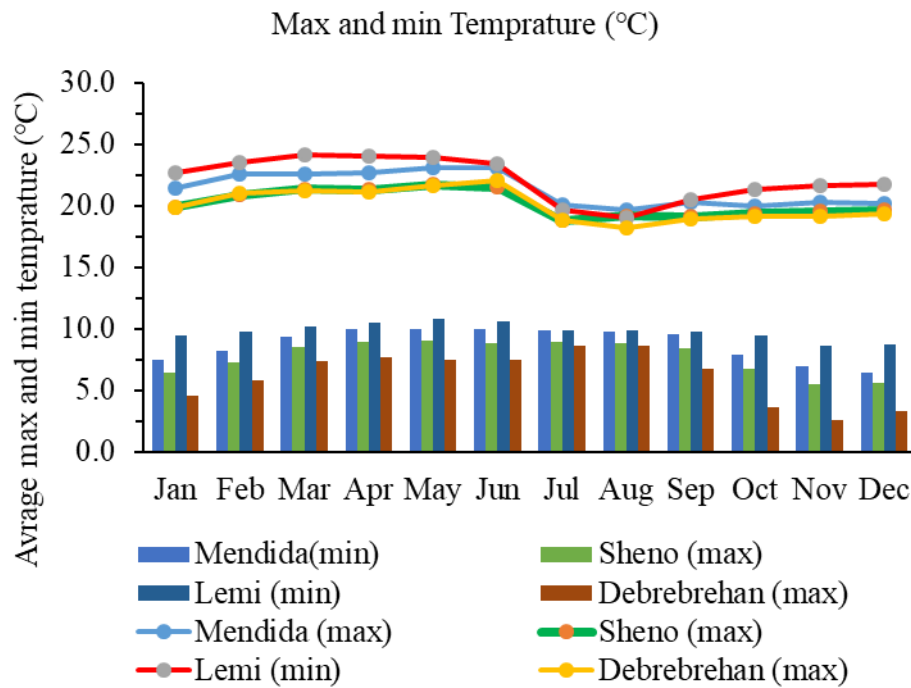 Max and min Temprature (°C)
Avrage max and min temprature (°C)
30.0
25.0
20.0
15.0
10.0
5.0
0.0
Jan Feb Mar Apr May Jun Jul Aug Sep Oct Nov Dec
Mendida(min) Sheno (max)
Lemi (min) Debrebrehan (max)
Mendida (max) Sheno (max)
Lemi (min) Debrebrehan (max)